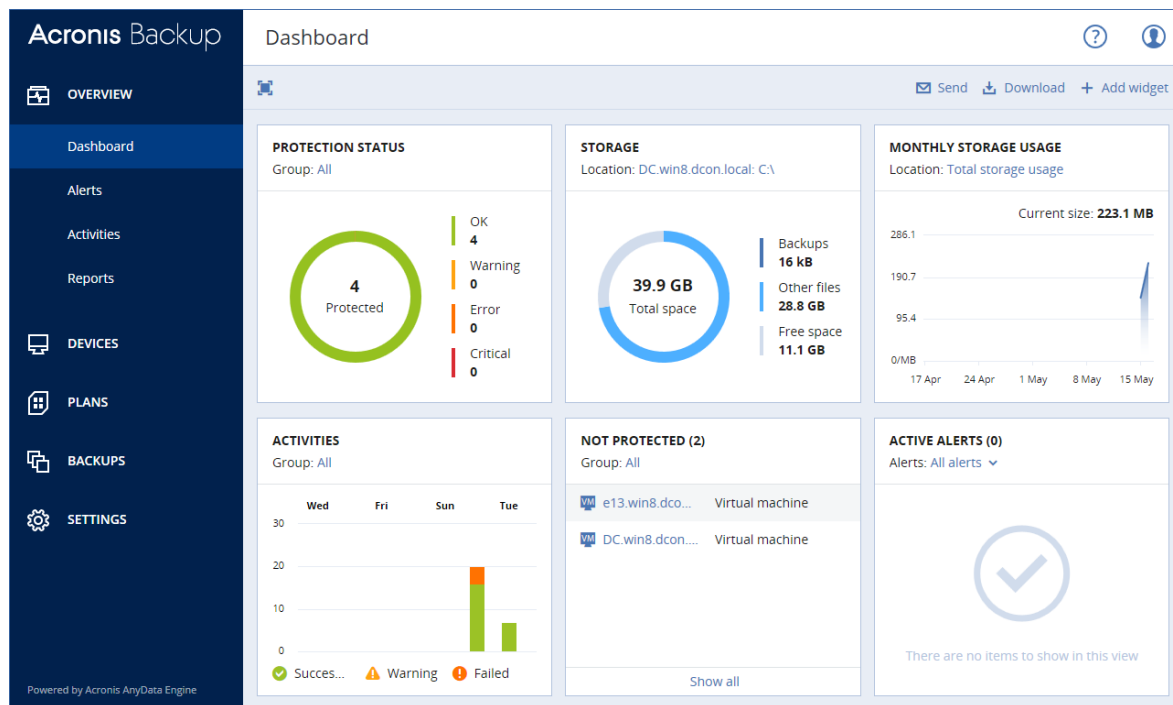 Acronis Backup
OVERVIEW
Dashboard
Alerts
Activities
Reports
DEVICES
PLANS
BACKUPS
SETTINGS
Powered by Acronis AnyData Engine
Dashboard
?
Send
Download
+ Add widget
PROTECTION STATUS
Group: All
4
Protected
OK
4
Warning
0
Error
0
Critical
0
STORAGE
Location: DC.win8.dcon.local: C:\
39.9 GB
Total space
Backups
16 kB
Other files
28.8 GB
Free space
11.1 GB
MONTHLY STORAGE USAGE
Location: Total storage usage
Current size: 223.1 MB
286.1
190.7
95.4
0/MB
17 Apr 24 Apr 1 May 8 May 15 May
ACTIVITIES
Group: All
Wed Fri Sun Tue
30
20
10
0
Succes... Warning Failed
NOT PROTECTED (2)
Group: All
VM e13.win8.dco... Virtual machine
VM DC.win8.dcon.... Virtual machine
Show all
ACTIVE ALERTS (0)
Alerts: All alerts
There are no items to show in this view